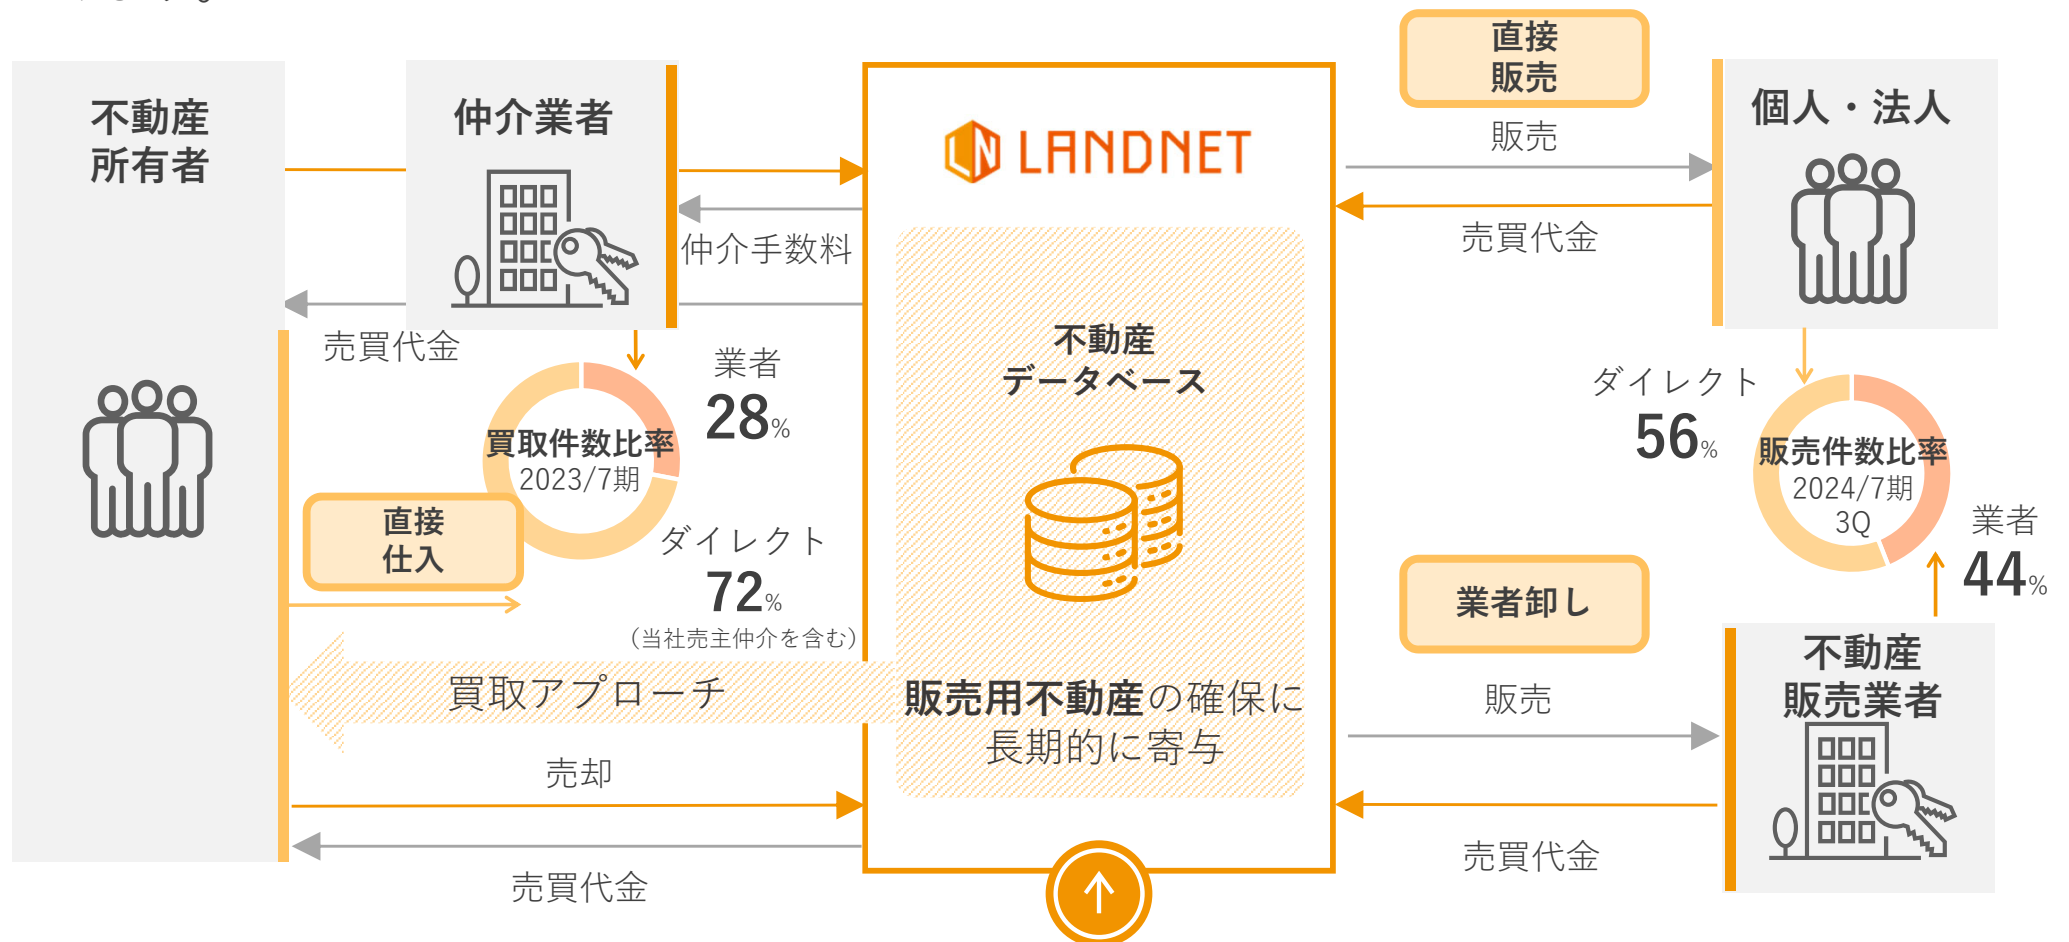 不動産
所有者
仲介業者
仲介手数料
売買代金
業者
28%
買取件数比率
2023/7期
直接
仕入
ダイレクト
72%
(当社売主仲介を含む)
買取アプローチ
売却
売買代金
LANDNET
不動産
データベース
販売用不動産の確保に
長期的に寄与
直接
販売
販売
売買代金
個人・法人
ダイレクト
56%
販売件数比率
2024/7期
3Q
業者
44%
業者卸し
販売
売買代金
不動産
販売業者